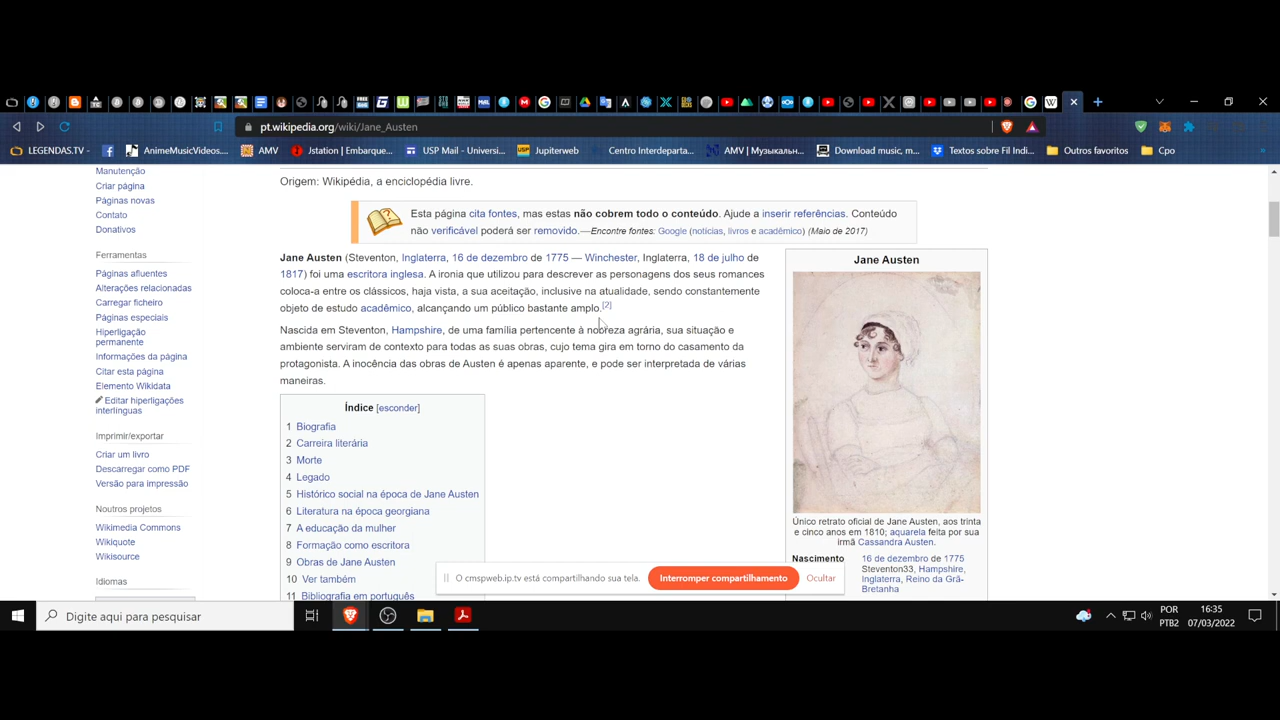 pt.wikipedia.org/wiki/Jane_Austen
LEGENDAS.TV
AnimeMusicVideos...
AMV
Jstation | Embarque...
USP Mail - Universi...
Jupiterweb
Centro Interdeparta...
AMV | Музыкальн...
Download music, m...
Textos sobre Fil Indi...
Outros favoritos
Cpo
Manutenção
Criar página
Páginas novas
Contato
Donativos
Ferramentas
Páginas afluentes
Alterações relacionadas
Carregar ficheiro
Páginas especiais
Hiperligação
permanente
Informações da página
Citar esta página
Elemento Wikidata
Editar hiperligações
interlínguas
Imprimir/exportar
Criar um livro
Descarregar como PDF
Versão para impressão
Noutros projetos
Wikimedia Commons
Wikiquote
Wikisource
Idiomas
Origem: Wikipédia, a enciclopédia livre.
Esta página cita fontes, mas estas não cobrem todo o conteúdo. Ajude a inserir referências. Conteúdo
não verificável poderá ser removido.—Encontre fontes: Google (notícias, livros e acadêmico) (Maio de 2017)
Jane Austen (Steventon, Inglaterra, 16 de dezembro de 1775 — Winchester, Inglaterra, 18 de julho de
1817) foi uma escritora inglesa. A ironia que utilizou para descrever as personagens dos seus romances
coloca-a entre os clássicos, haja vista, a sua aceitação, inclusive na atualidade, sendo constantemente
objeto de estudo acadêmico, alcançando um público bastante amplo.[2]
Nascida em Steventon, Hampshire, de uma família pertencente à nobreza agrária, sua situação e
ambiente serviram de contexto para todas as suas obras, cujo tema gira em torno do casamento da
protagonista. A inocência das obras de Austen é apenas aparente, e pode ser interpretada de várias
maneiras.
Índice [esconder]
1 Biografia
2 Carreira literária
3 Morte
4 Legado
5 Histórico social na época de Jane Austen
6 Literatura na época georgiana
7 A educação da mulher
8 Formação como escritora
9 Obras de Jane Austen
10 Ver também
11 Bibliografia em português
Jane Austen
Único retrato oficial de Jane Austen, aos trinta
e cinco anos em 1810; aquarela feita por sua
irmã Cassandra Austen.
Nascimento 16 de dezembro de 1775
Steventon33, Hampshire,
Inglaterra, Reino da Grã-
Bretanha
O cmspweb.ip.tv está compartilhando sua tela.
Interromper compartilhamento
Ocultar
Digite aqui para pesquisar
POR
PTB2
16:35
07/03/2022